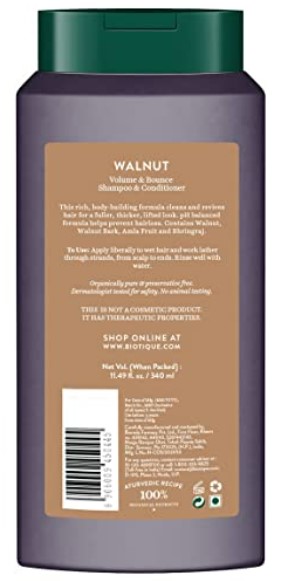 WALNUT
Volume & Bounce
Shampoo & Conditioner
This rich, body-building formula cleans and revives
hair for a fuller, thicker, lifted look. pH balanced
formula helps prevent hairloss. Contains Walnut,
Walnut Bark, Amla Fruit and Bhringraj.
To Use: Apply liberally to wet hair and work lather
through strands, from scalp to ends. Rinse well with
water.
Organically pure & preservative free.
Dermatologist tested for safety. No animal testing.
THIS IS NOT A COSMETIC PRODUCT.
IT HAS THERAPEUTIC PROPERTIES.
SHOP ONLINE AT
WWW.BIOTIQUE.COM
Net Vol. (When Packed) :
11.49 fl. oz. / 340 ml
AYURVEDIC RECIPE
100%
BOTANICAL EXTRACTS